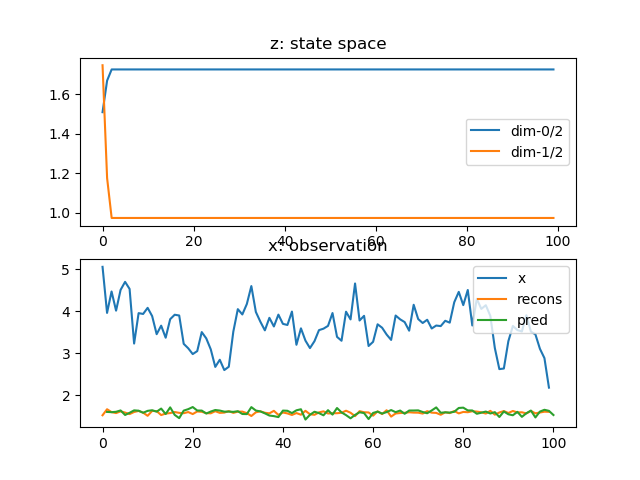 z: state space
1.6
1.4
1.2
1.0
dim-0/2
dim-1/2
0 20 40 60 80 100
x: observation
5
4
3
2
x
recons
pred
0 20 40 60 80 100